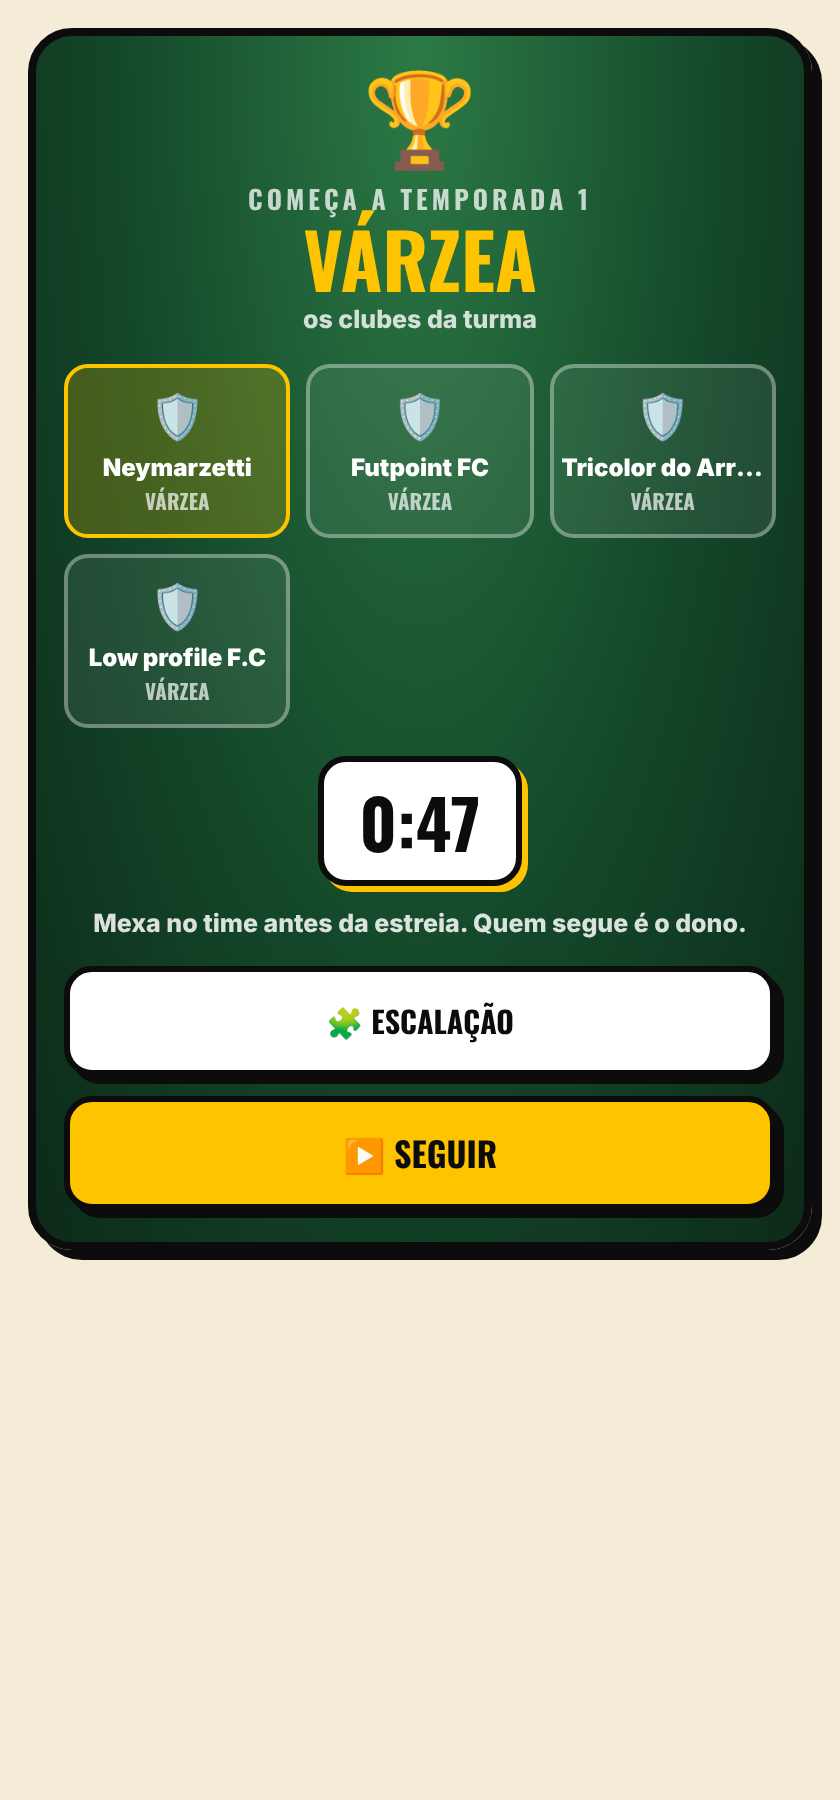 COMEÇA A TEMPORADA 1
VÁRZEA
os clubes da turma
Neymarzetti
VÁRZEA
Futpoint FC
VÁRZEA
Tricolor do Arr...
VÁRZEA
Low profile F.C
VÁRZEA
0:47
Mexa no time antes da estreia. Quem segue é o dono.
ESCALAÇÃO
SEGUIR